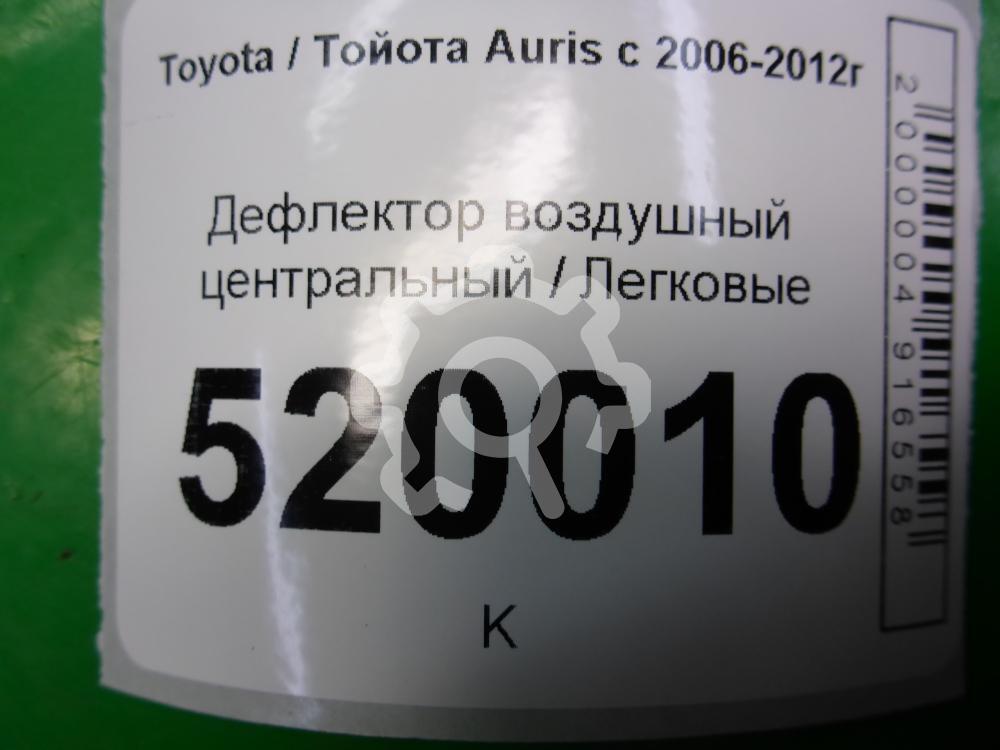 Toyota / Тойота Auris с 2006-2012г
Дефлектор воздушный
центральный / Легковые
520010
К
2000004916558